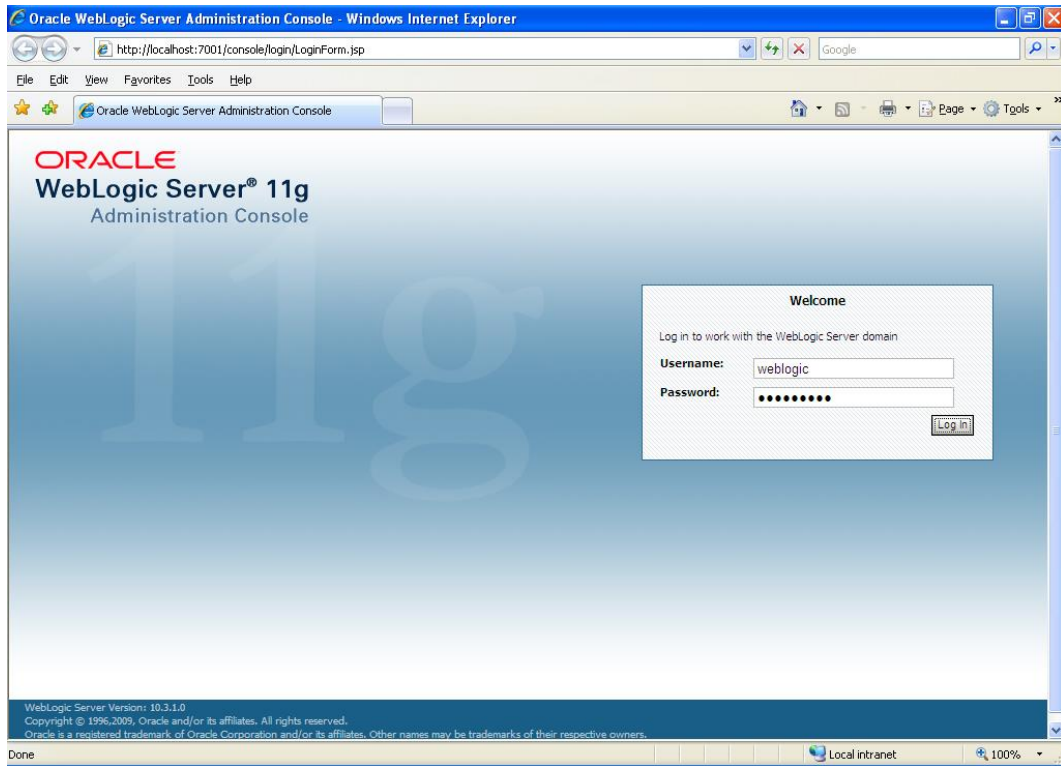 Oracle WebLogic Server Administration Console - Windows Internet Explorer
http://localhost:7001/console/login/LoginForm.jsp
Google
File Edit View Favorites Tools Help
Oracle WebLogic Server Administration Console
Page Tools »
ORACLE
WebLogic Server® 11g
Administration Console
11g
Welcome
Log in to work with the WebLogic Server domain
Username: weblogic
Password: •••••••••
Log In
WebLogic Server Version: 10.3.1.0
Copyright © 1996,2009, Oracle and/or its affiliates. All rights reserved.
Oracle is a registered trademark of Oracle Corporation and/or its affiliates. Other names may be trademarks of their respective owners.
Done Local intranet 100%